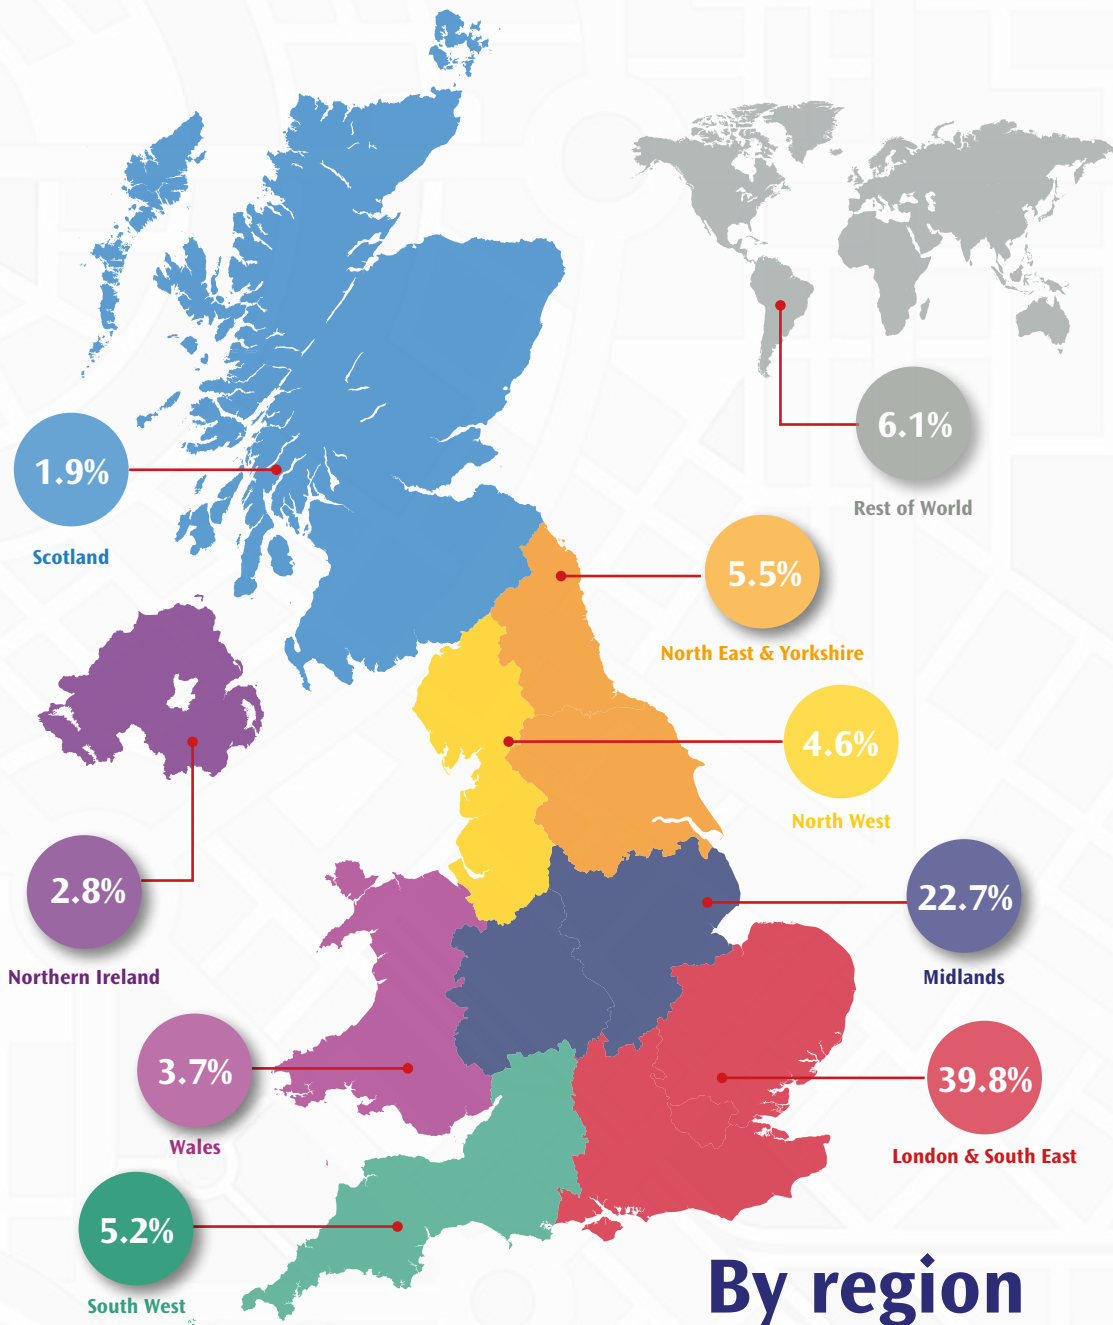 6.1%
Rest of World
1.9%
Scotland
5.5%
North East & Yorkshire
4.6%
North West
2.8%
Northern Ireland
22.7%
Midlands
3.7%
Wales
39.8%
London & South East
5.2%
South West
By region